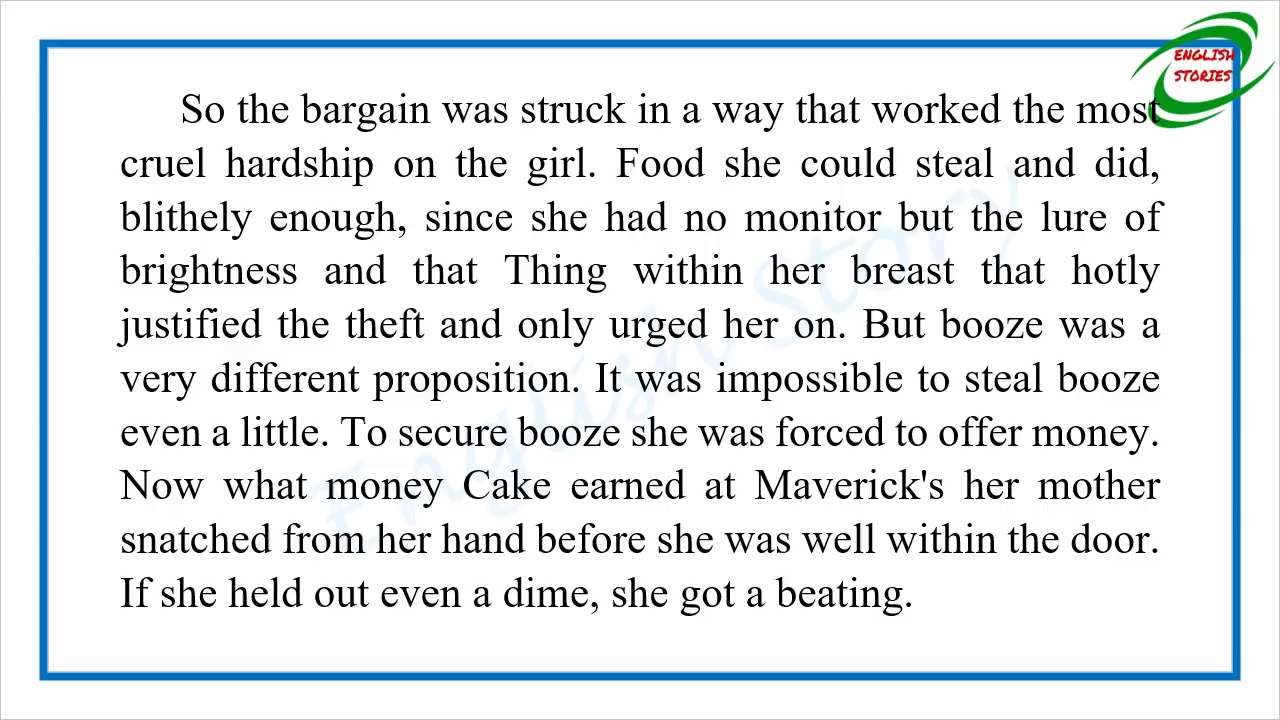 ENGLISH
STORIES
So the bargain was struck in a way that worked the most
cruel hardship on the girl. Food she could steal and did,
blithely enough, since she had no monitor but the lure of
brightness and that Thing within her breast that hotly
justified the theft and only urged her on. But booze was a
very different proposition. It was impossible to steal booze
even a little. To secure booze she was forced to offer money.
Now what money Cake earned at Maverick's her mother
snatched from her hand before she was well within the door.
If she held out even a dime, she got a beating.
English Story